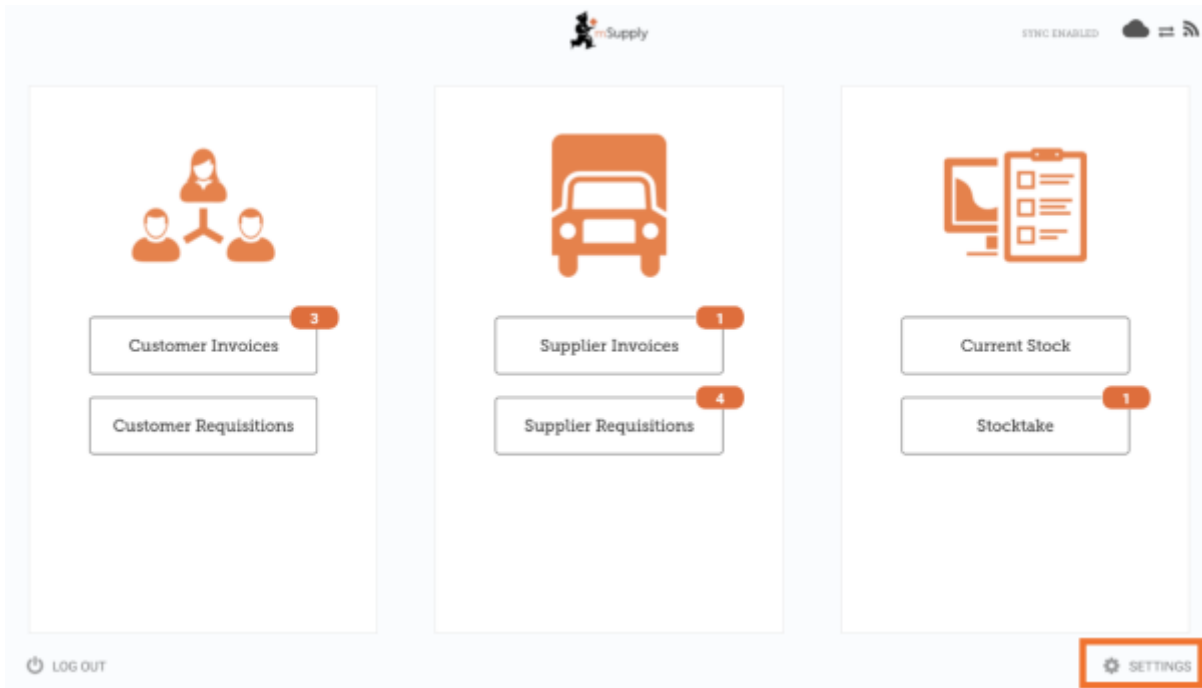 mSupply
SYNC ENABLED
3
Customer Invoices
Customer Requisitions
1
Supplier Invoices
4
Supplier Requisitions
Current Stock
1
Stocktake
LOG OUT
SETTINGS